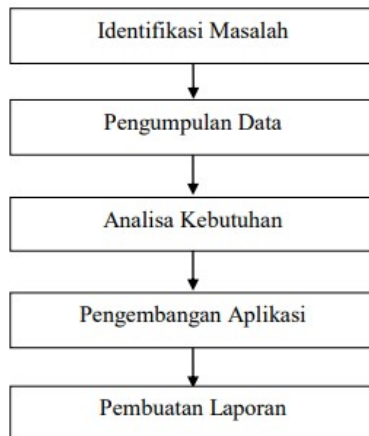 Identifikasi Masalah
Pengumpulan Data
Analisa Kebutuhan
Pengembangan Aplikasi
Pembuatan Laporan